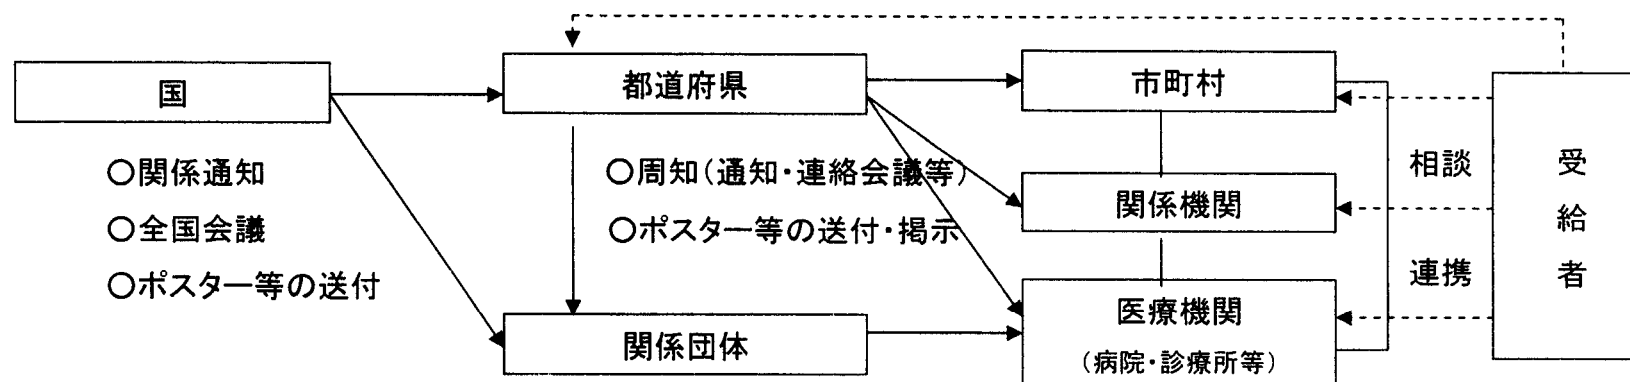 国
○関係通知
○全国会議
○ポスター等の送付
都道府県
○周知(通知・連絡会議等)
○ポスター等の送付・掲示
関係団体
市町村
関係機関
医療機関
(病院・診療所等)
相談
連携
受給者